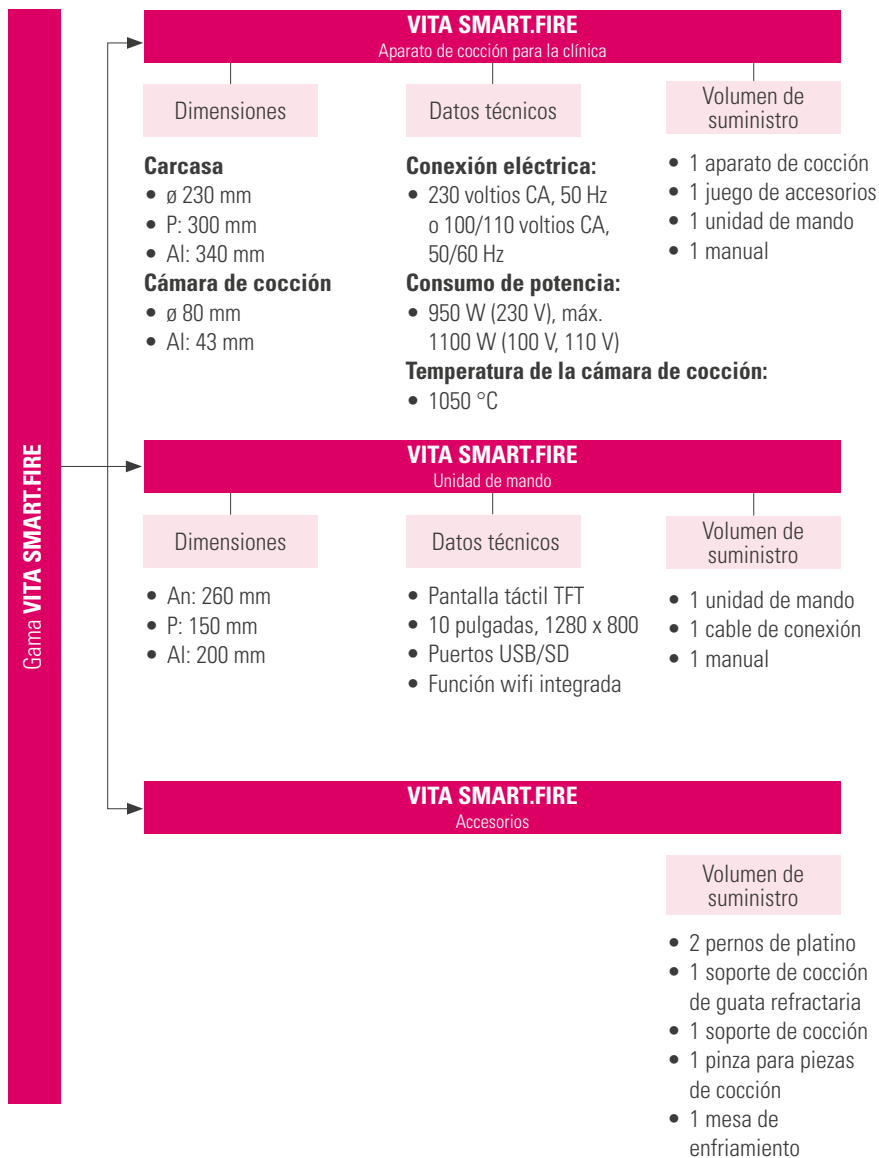 Gama VITA SMART.FIRE
VITA SMART.FIRE
Aparato de cocción para la clínica
Dimensiones
Carcasa
• ø 230 mm
• P: 300 mm
• Al: 340 mm
Cámara de cocción
• ø 80 mm
• Al: 43 mm
Datos técnicos
Conexión eléctrica:
• 230 voltios CA, 50 Hz
o 100/110 voltios CA,
50/60 Hz
Consumo de potencia:
• 950 W (230 V), máx.
1100 W (100 V, 110 V)
Temperatura de la cámara de cocción:
• 1050 °C
Volumen de
suministro
• 1 aparato de cocción
• 1 juego de accesorios
• 1 unidad de mando
• 1 manual
VITA SMART.FIRE
Unidad de mando
Dimensiones
• An: 260 mm
• P: 150 mm
• Al: 200 mm
Datos técnicos
• Pantalla táctil TFT
• 10 pulgadas, 1280 x 800
• Puertos USB/SD
• Función wifi integrada
Volumen de
suministro
• 1 unidad de mando
• 1 cable de conexión
• 1 manual
VITA SMART.FIRE
Accesorios
Volumen de
suministro
• 2 pernos de platino
• 1 soporte de cocción
de guata refractaria
• 1 soporte de cocción
• 1 pinza para piezas
de cocción
• 1 mesa de
enfriamiento